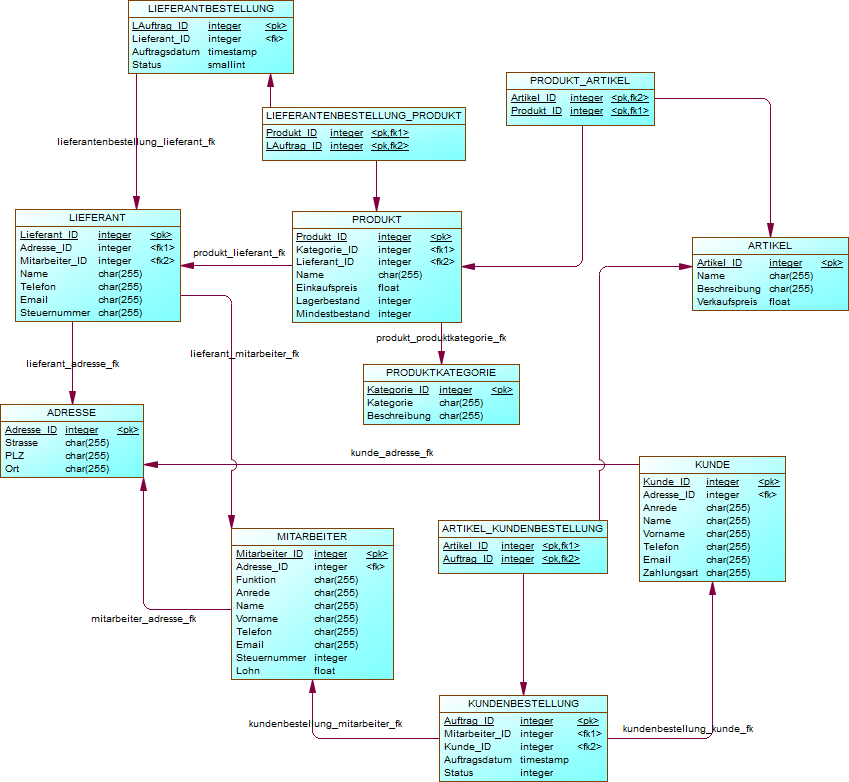 LIEFERANTBESTELLUNG
LAuftrag_ID integer <pk>
Lieferant_ID integer <fk>
Auftragsdatum timestamp
Status smallint
PRODUKT_ARTIKEL
Artikel_ID integer <pk,fk2>
Produkt_ID integer <pk,fk1>
LIEFERANTENBESTELLUNG_PRODUKT
Produkt_ID integer <pk,fk1>
LAuftrag_ID integer <pk,fk2>
lieferantenbestellung_lieferant_fk
LIEFERANT
Lieferant_ID integer <pk>
Adresse_ID integer <fk1>
Mitarbeiter_ID integer <fk2>
Name char(255)
Telefon char(255)
Email char(255)
Steuernummer char(255)
produkt_lieferant_fk
PRODUKT
Produkt_ID integer <pk>
Kategorie_ID integer <fk1>
Lieferant_ID integer <fk2>
Name char(255)
Einkaufspreis float
Lagerbestand integer
Mindestbestand integer
ARTIKEL
Artikel_ID integer <pk>
Name char(255)
Beschreibung char(255)
Verkaufspreis float
produkt_produktkategorie_fk
lieferant_mitarbeiter_fk
lieferant_adresse_fk
PRODUKTKATEGORIE
Kategorie_ID integer <pk>
Kategorie char(255)
Beschreibung char(255)
ADRESSE
Adresse_ID integer <pk>
Strasse char(255)
PLZ char(255)
Ort char(255)
kunde_adresse_fk
KUNDE
Kunde_ID integer <pk>
Adresse_ID integer <fk>
Anrede char(255)
Name char(255)
Vorname char(255)
Telefon char(255)
Email char(255)
Zahlungsart char(255)
ARTIKEL_KUNDENBESTELLUNG
Artikel_ID integer <pk,fk1>
Auftrag_ID integer <pk,fk2>
MITARBEITER
Mitarbeiter_ID integer <pk>
Adresse_ID integer <fk>
Funktion char(255)
Anrede char(255)
Name char(255)
Vorname char(255)
Telefon char(255)
Email char(255)
Steuernummer integer
Lohn float
mitarbeiter_adresse_fk
kundenbestellung_mitarbeiter_fk
KUNDENBESTELLUNG
Auftrag_ID integer <pk>
Mitarbeiter_ID integer <fk1>
Kunde_ID integer <fk2>
Auftragsdatum timestamp
Status integer
kundenbestellung_kunde_fk